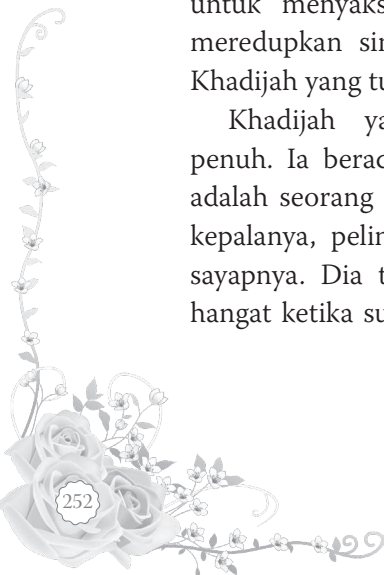 untuk menyaks
meredupkan sin
Khadijah yang tu
Khadijah ya
penuh. Ia berac
adalah seorang
kepalanya, pelin
sayapnya. Dia t
hangat ketika su
252